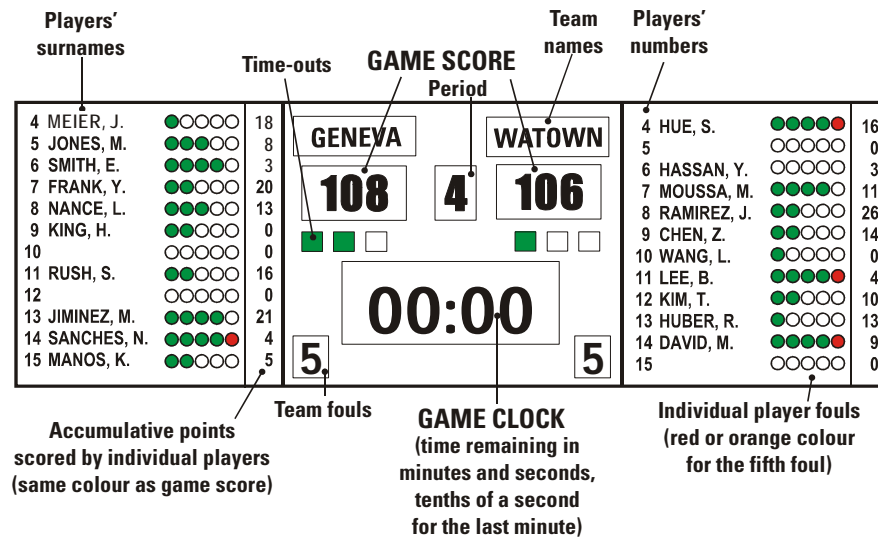 Players'
surnames
Time-outs
GAME SCORE
Period
Team
names
Players'
numbers
4 MEIER, J. 18
5 JONES, M. 8
6 SMITH, E. 3
7 FRANK, Y. 20
8 NANCE, L. 13
9 KING, H. 0
10 0
11 RUSH, S. 16
12 0
13 JIMINEZ, M. 21
14 SANCHES, N. 4
15 MANOS, K. 5
GENEVA WATOWN
108 4 106
00:00
5 5
4 HUE, S. 16
5 0
6 HASSAN, Y. 3
7 MOUSSA, M. 11
8 RAMIREZ, J. 26
9 CHEN, Z. 14
10 WANG, L. 0
11 LEE, B. 4
12 KIM, T. 10
13 HUBER, R. 13
14 DAVID, M. 9
15 0
Accumulative points
scored by individual players
(same colour as game score)
Team fouls
GAME CLOCK
(time remaining in
minutes and seconds,
tenths of a second
for the last minute)
Individual player fouls
(red or orange colour
for the fifth foul)